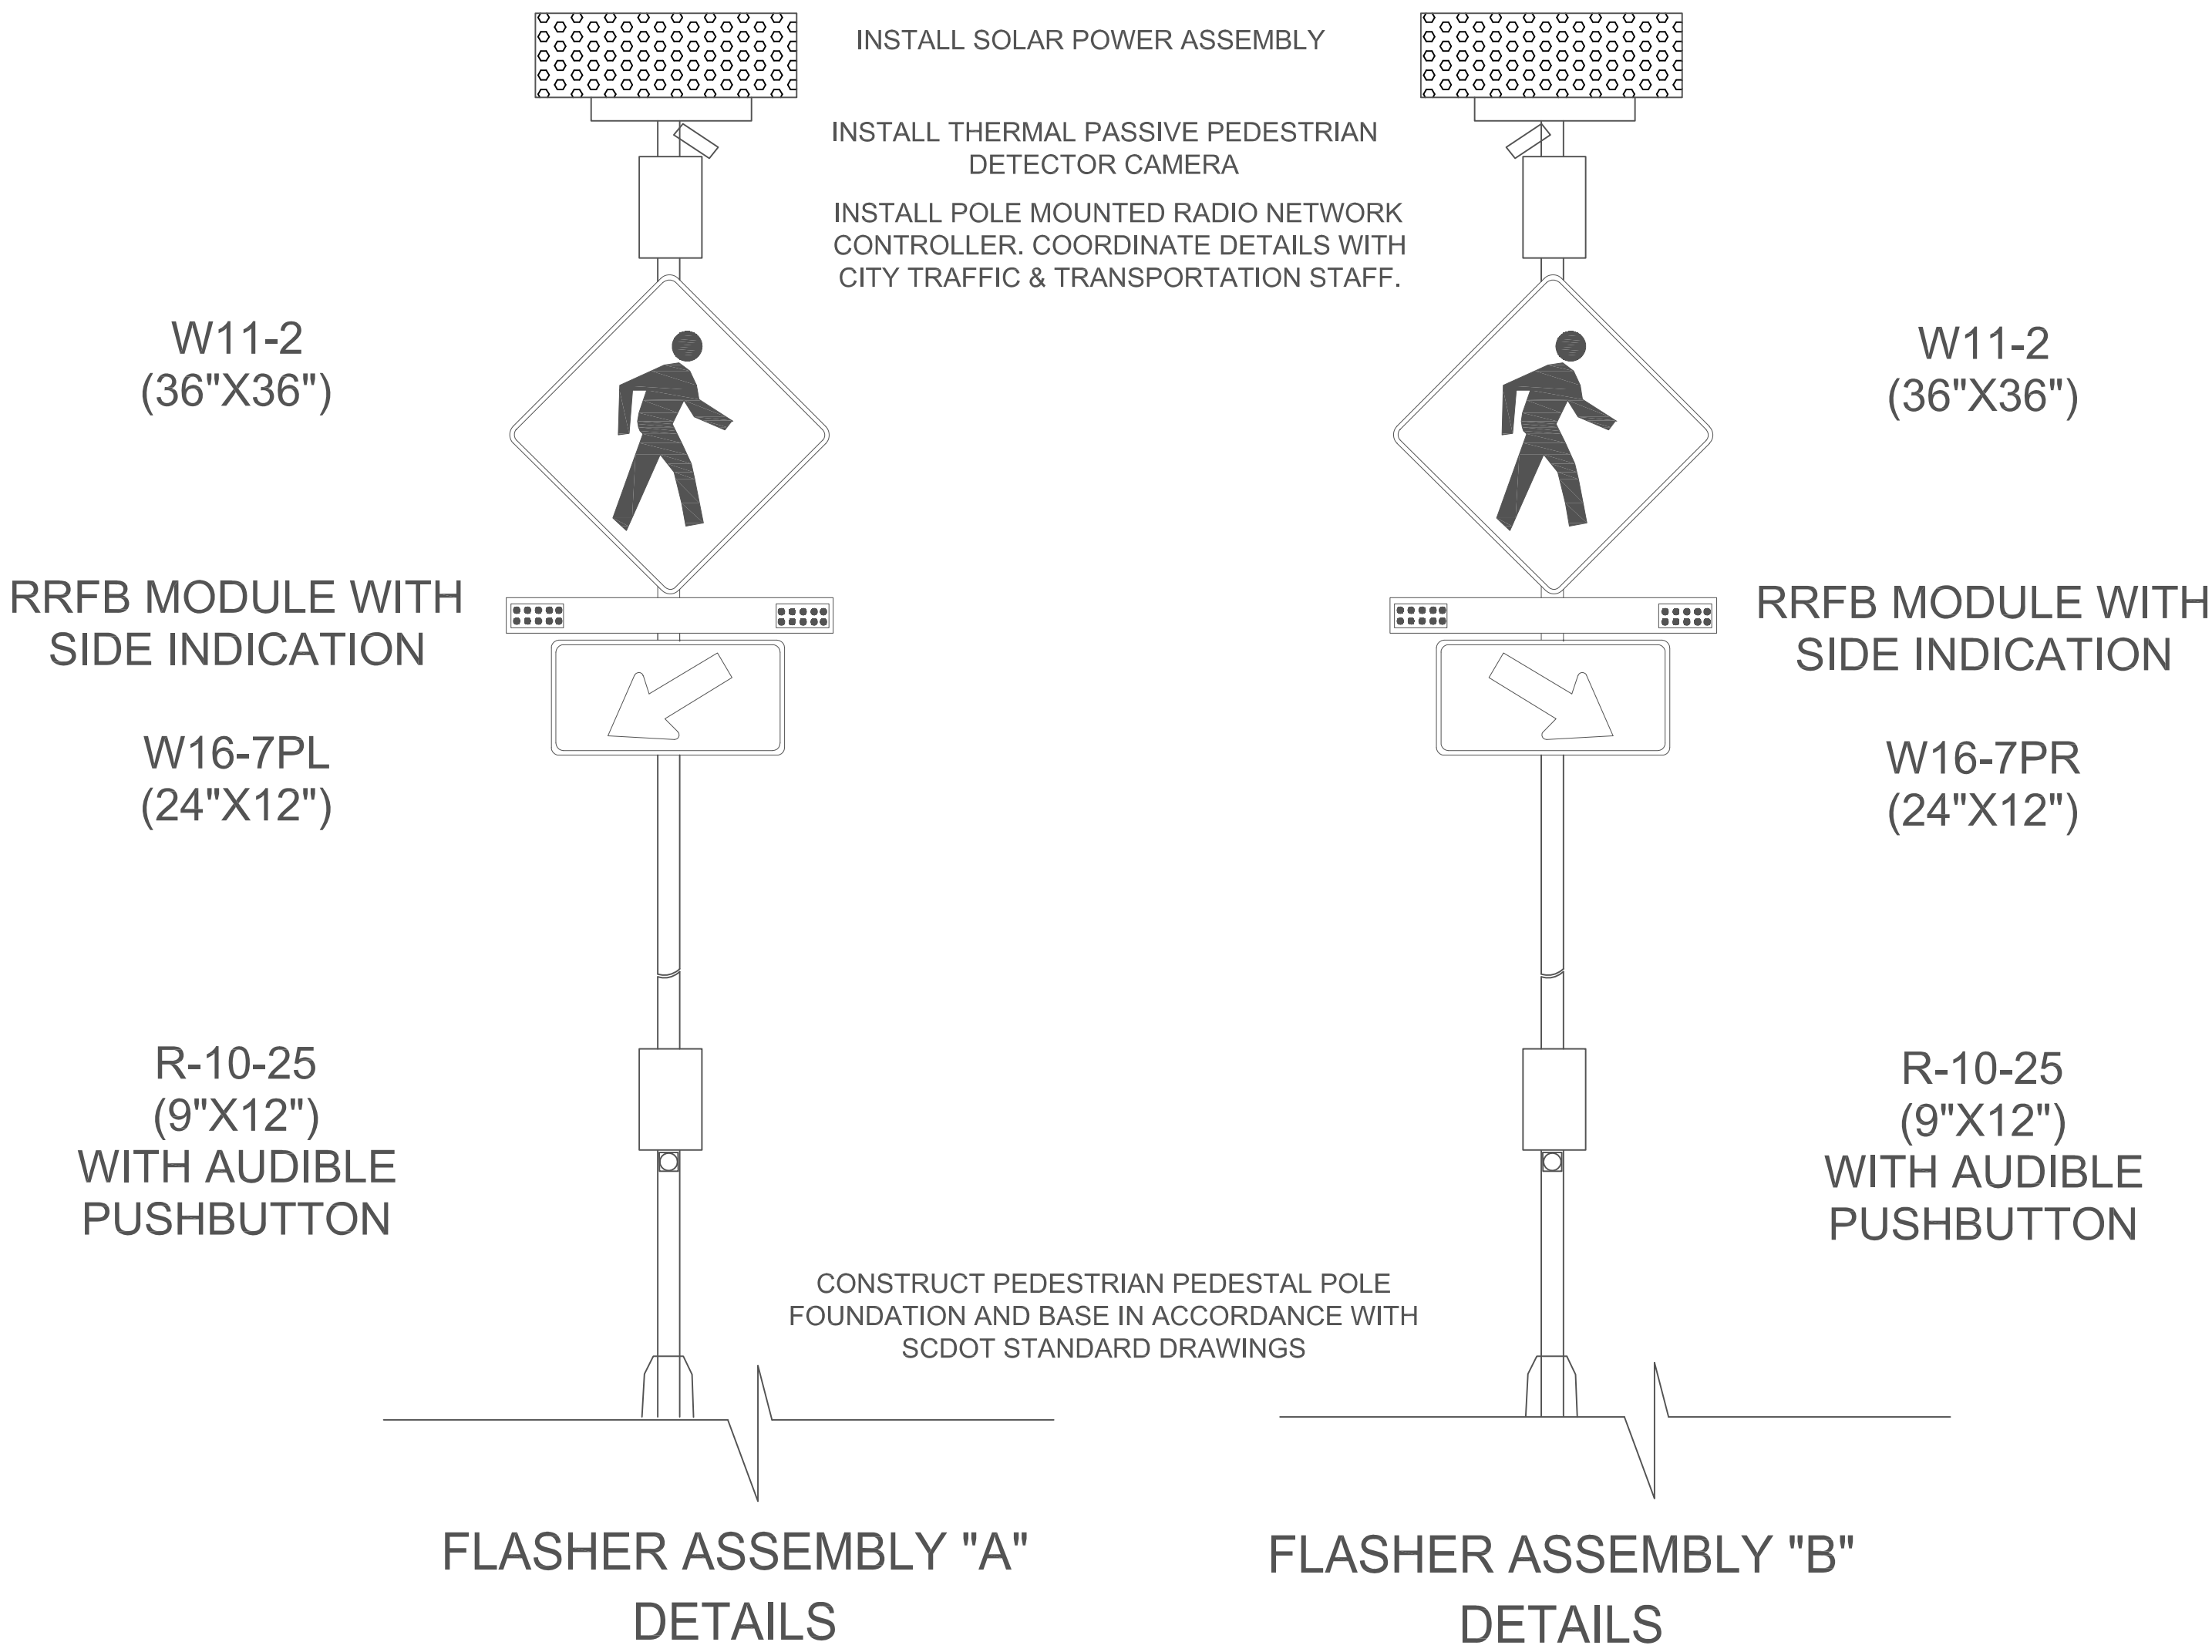 INSTALL SOLAR POWER ASSEMBLY
INSTALL THERMAL PASSIVE PEDESTRIAN
DETECTOR CAMERA
INSTALL POLE MOUNTED RADIO NETWORK
CONTROLLER. COORDINATE DETAILS WITH
CITY TRAFFIC & TRANSPORTATION STAFF.
W11-2
(36"X36")
RRFB MODULE WITH
SIDE INDICATION
W16-7PL
(24"X12")
R-10-25
(9"X12")
WITH AUDIBLE
PUSHBUTTON
W11-2
(36"X36")
RRFB MODULE WITH
SIDE INDICATION
W16-7PR
(24"X12")
R-10-25
(9"X12")
WITH AUDIBLE
PUSHBUTTON
CONSTRUCT PEDESTRIAN PEDESTAL POLE
FOUNDATION AND BASE IN ACCORDANCE WITH
SCDOT STANDARD DRAWINGS
FLASHER ASSEMBLY "A"
DETAILS
FLASHER ASSEMBLY "B"
DETAILS